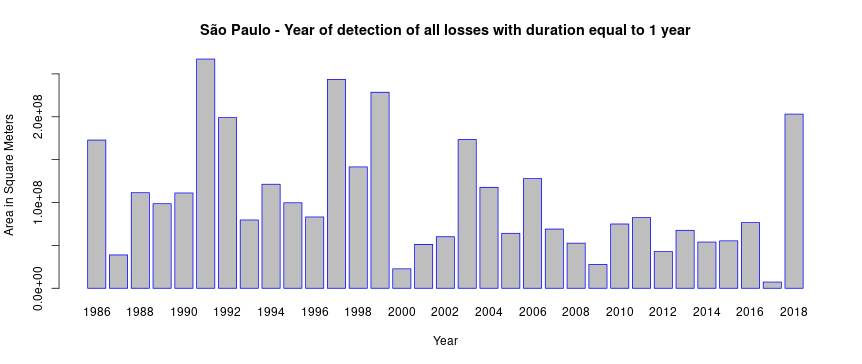 São Paulo - Year of detection of all losses with duration equal to 1 year
Area in Square Meters
2.0e+08
1.0e+08
0.0e+00
1986 1988 1990 1992 1994 1996 1998 2000 2002 2004 2006 2008 2010 2012 2014 2016 2018
Year